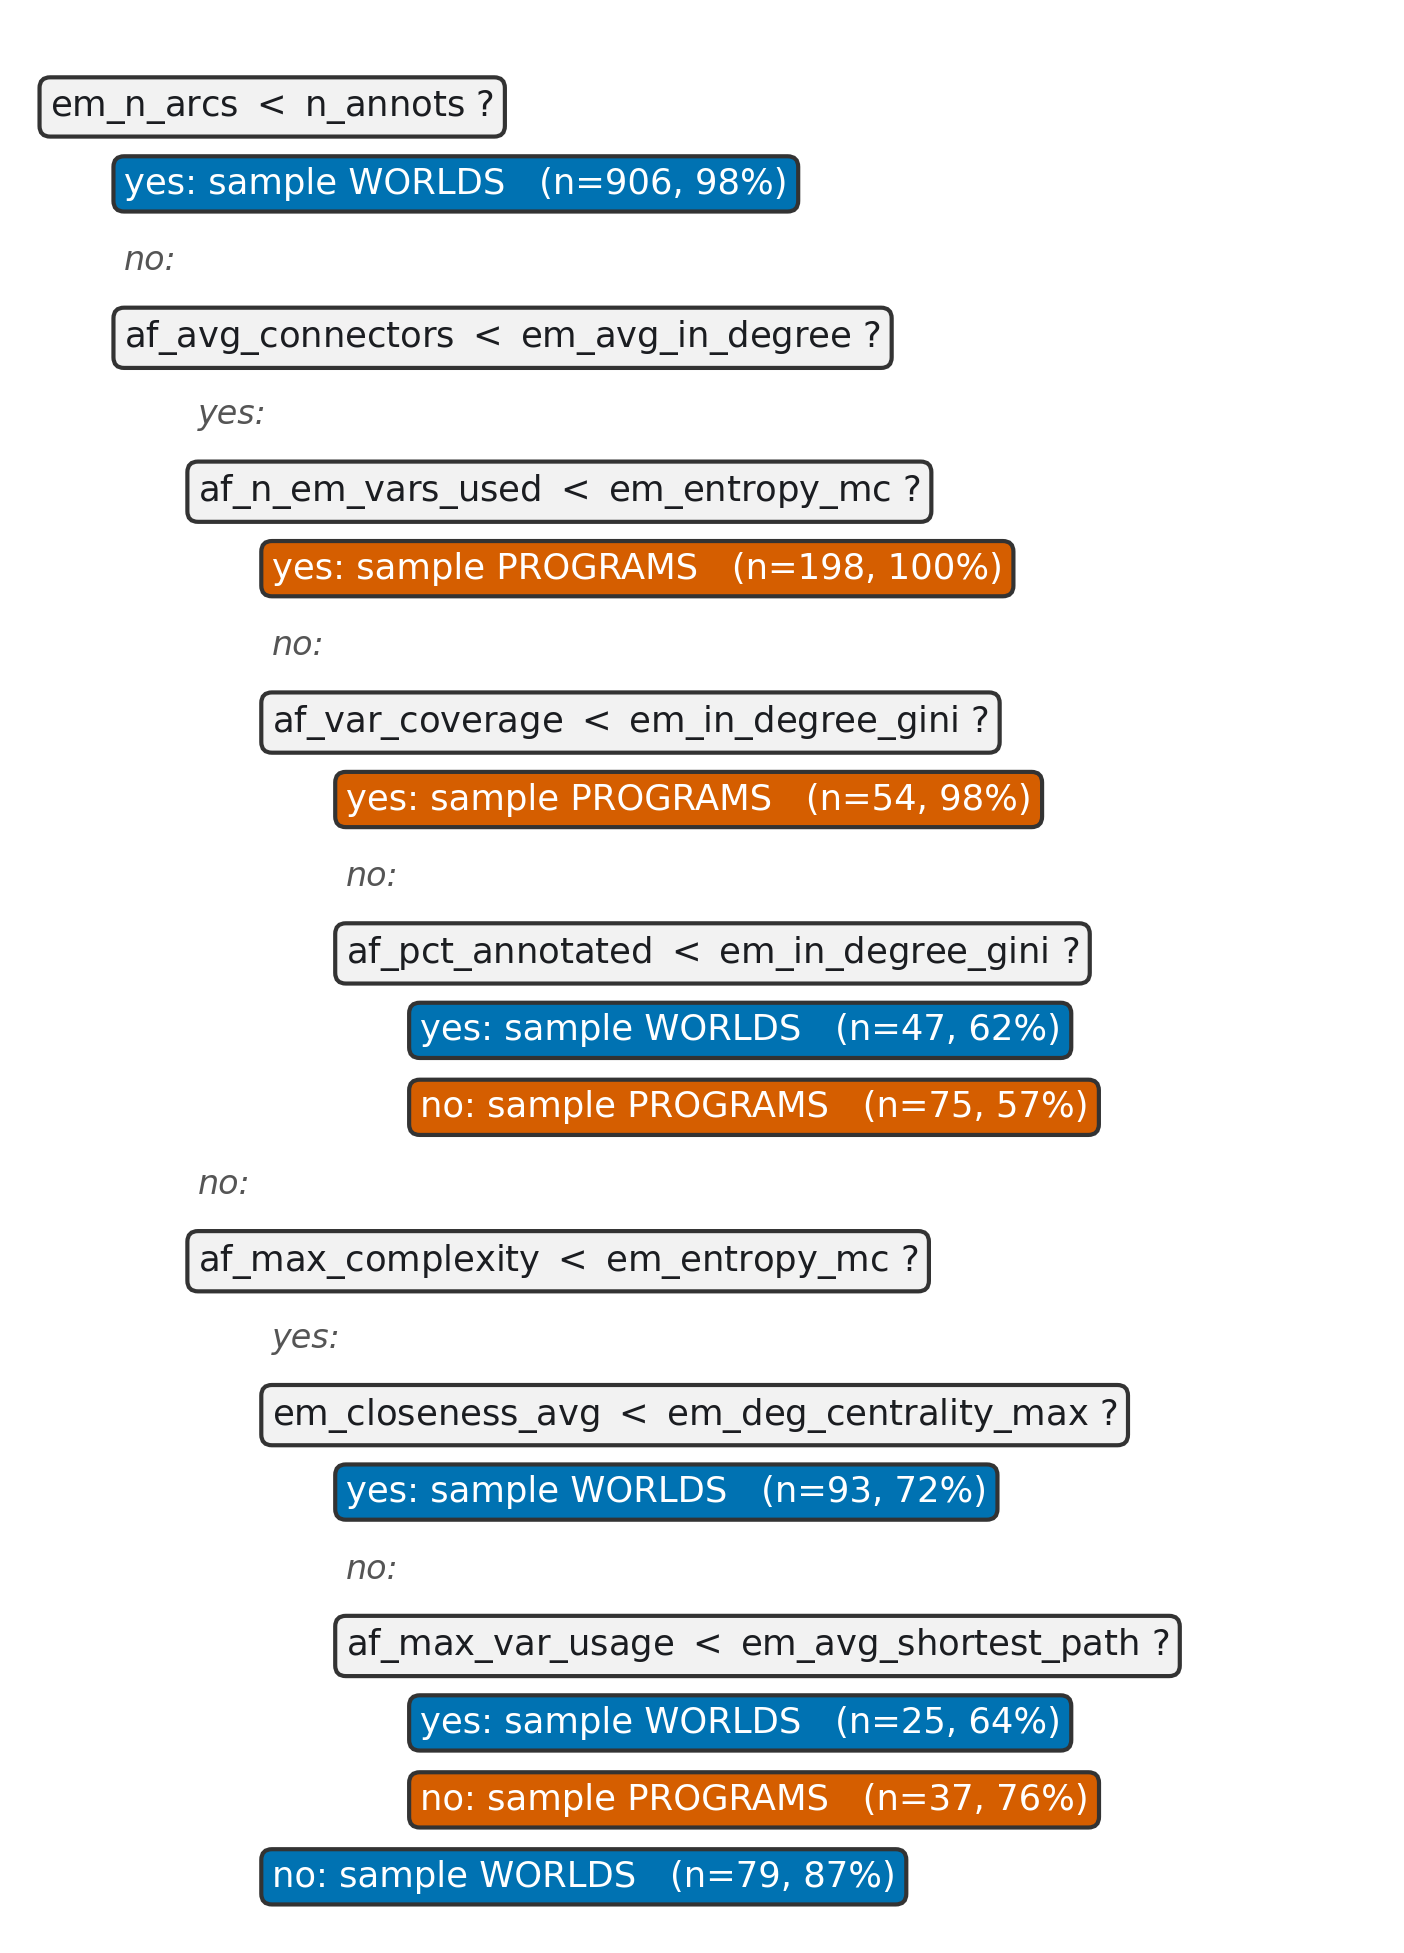 em_n_arcs < n_annots ?
yes: sample WORLDS (n=906, 98%)
no:
af_avg_connectors < em_avg_in_degree ?
yes:
af_n_em_vars_used < em_entropy_mc ?
yes: sample PROGRAMS (n=198, 100%)
no:
af_var_coverage < em_in_degree_gini ?
yes: sample PROGRAMS (n=54, 98%)
no:
af_pct_annotated < em_in_degree_gini ?
yes: sample WORLDS (n=47, 62%)
no: sample PROGRAMS (n=75, 57%)
no:
af_max_complexity < em_entropy_mc ?
yes:
em_closeness_avg < em_deg_centrality_max ?
yes: sample WORLDS (n=93, 72%)
no:
af_max_var_usage < em_avg_shortest_path ?
yes: sample WORLDS (n=25, 64%)
no: sample PROGRAMS (n=37, 76%)
no: sample WORLDS (n=79, 87%)